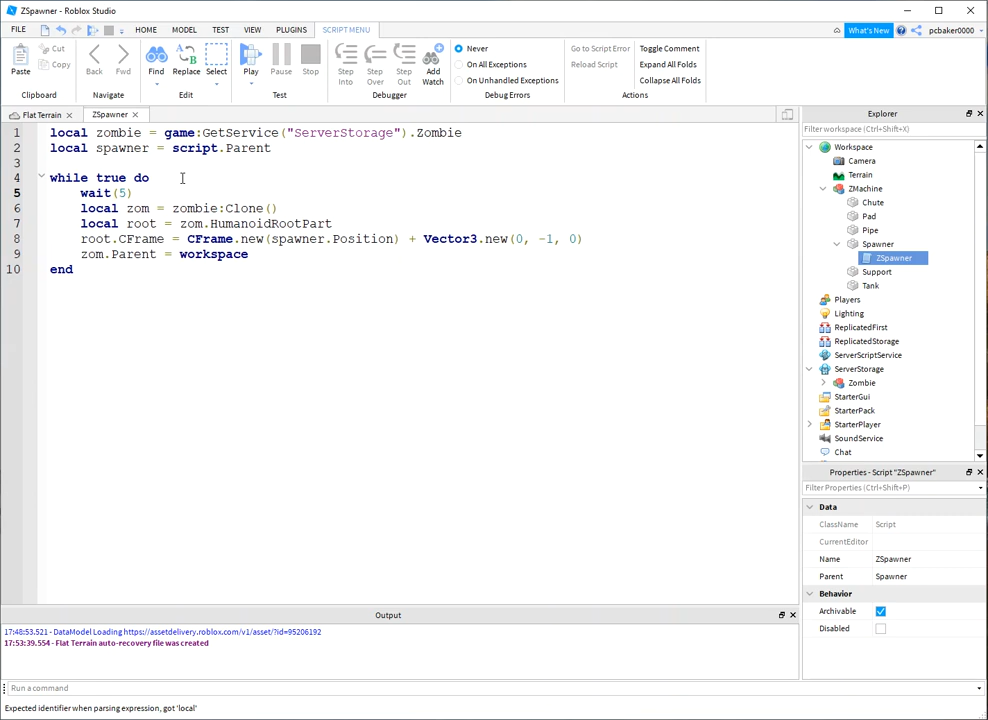 ZSpawner - Roblox Studio
FILE HOME MODEL TEST VIEW PLUGINS SCRIPT MENU What's New pcbaker0000
Paste Cut Copy Back Fwd Find Replace Select Play Pause Stop Step Into Step Over Step Out Add Watch
Never
On All Exceptions
On Unhandled Exceptions
Go to Script Error
Reload Script
Toggle Comment
Expand All Folds
Collapse All Folds
Clipboard Navigate Edit Test Debugger Debug Errors Actions
Flat Terrain ZSpawner
1 local zombie = game:GetService("ServerStorage").Zombie
2 local spawner = script.Parent
3
4 while true do
5 wait(5)
6 local zom = zombie:Clone()
7 local root = zom.HumanoidRootPart
8 root.CFrame = CFrame.new(spawner.Position) + Vector3.new(0, -1, 0)
9 zom.Parent = workspace
10 end
Explorer
Filter workspace (Ctrl+Shift+X)
Workspace
Camera
Terrain
ZMachine
Chute
Pad
Pipe
Spawner
ZSpawner
Support
Tank
Players
Lighting
ReplicatedFirst
ReplicatedStorage
ServerScriptService
ServerStorage
Zombie
StarterGui
StarterPack
StarterPlayer
SoundService
Chat
Properties - Script "ZSpawner"
Filter Properties (Ctrl+Shift+P)
Data
ClassName Script
CurrentEditor
Name ZSpawner
Parent Spawner
Behavior
Archivable
Disabled
Output
17:48:53.521 - DataModel Loading https://assetdelivery.roblox.com/v1/asset/?id=95206192
17:53:39.554 - Flat Terrain auto-recovery file was created
Run a command
Expected identifier when parsing expression, got 'local'